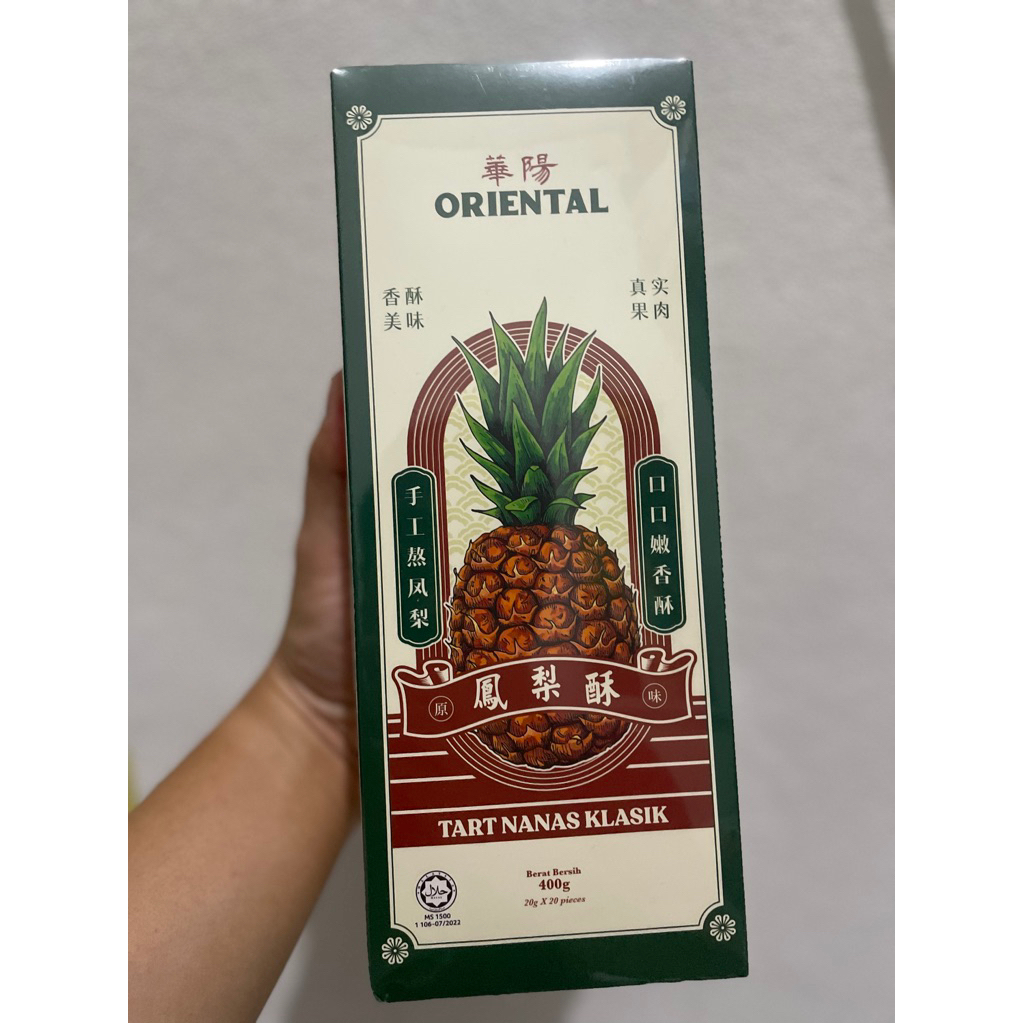 華陽
ORIENTAL
香酥
美味
真实
果肉
手工熬凤梨
口口嫩香酥
原 鳳梨酥 味
TART NANAS KLASIK
Berat Bersih
400g
20g X 20 pieces
حلال
MS 1500
1 106-07/2022